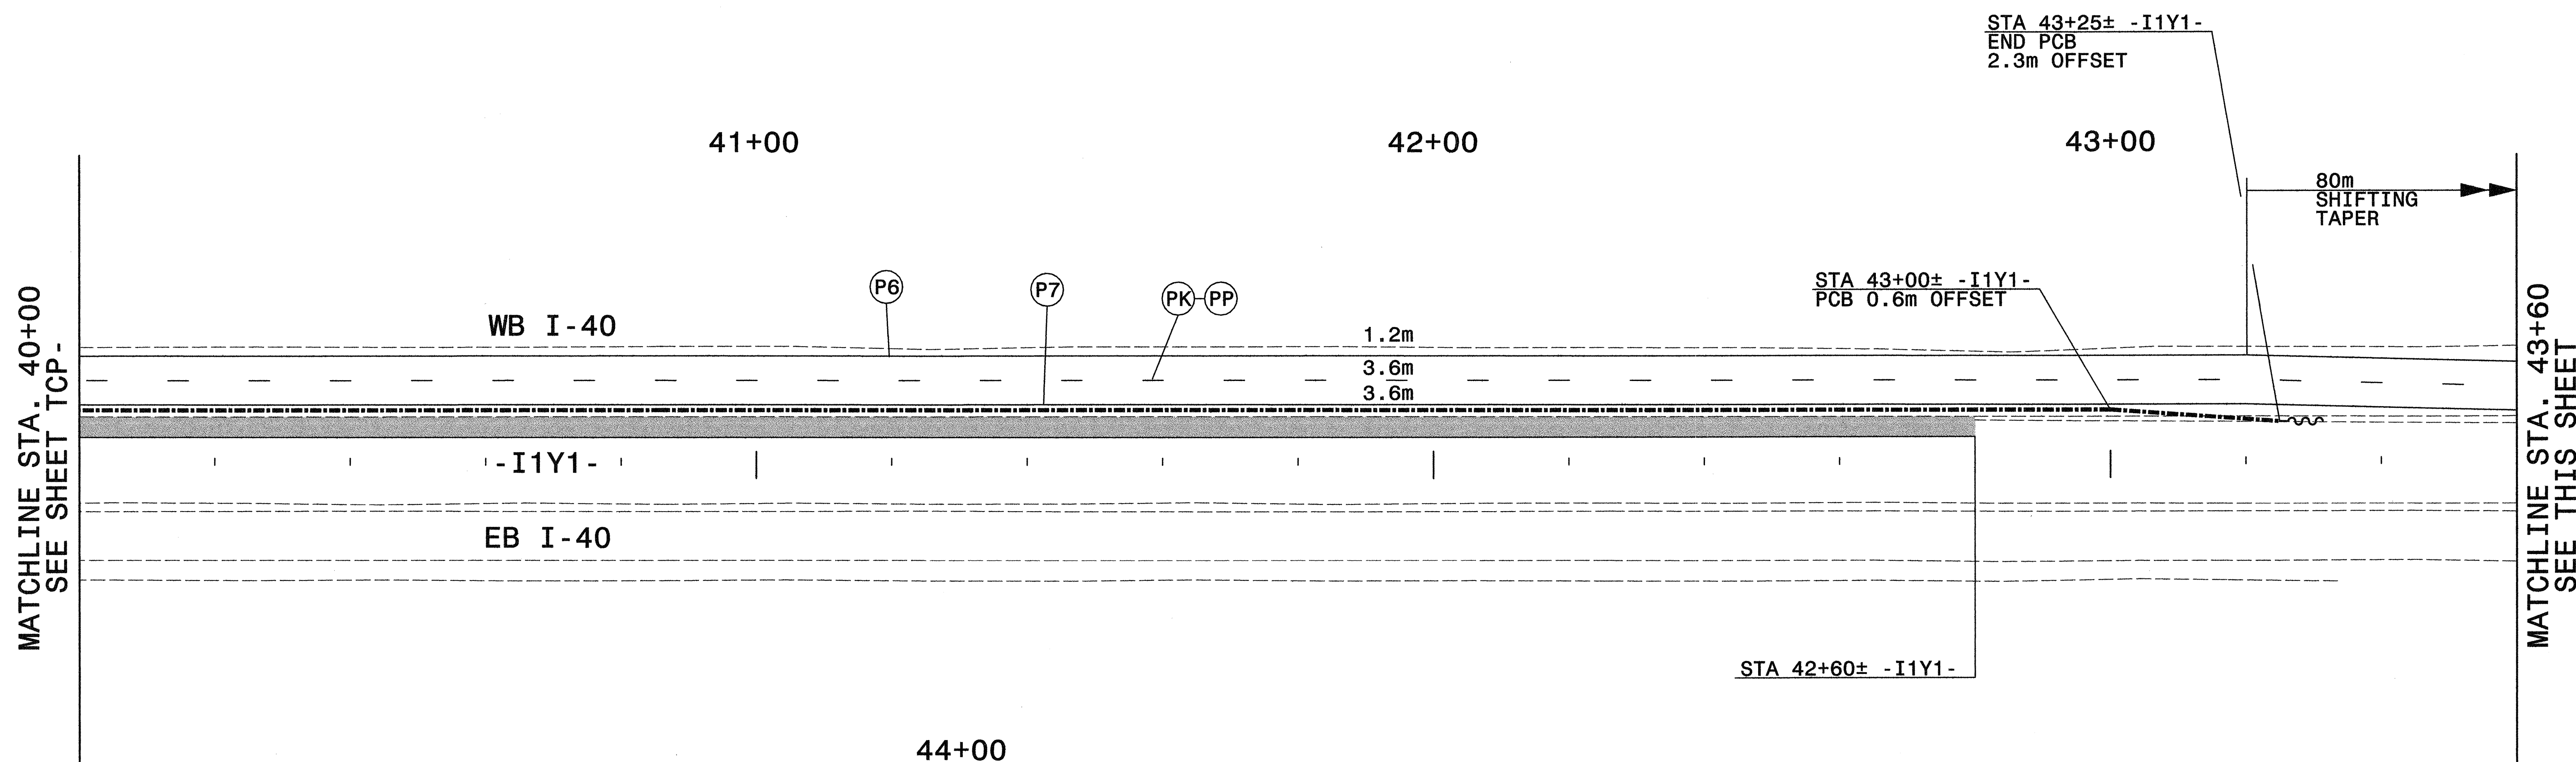 STA 43+25± -I1Y1-
END PCB
2.3m OFFSET
41+00
42+00
43+00
80m
SHIFTING
TAPER
P6
P7
PK-PP
STA 43+00± -I1Y1-
PCB 0.6m OFFSET
WB I-40
1.2m
3.6m
3.6m
-I1Y1-
EB I-40
STA 42+60± -I1Y1-
44+00
MATCHLINE STA. 40+00
SEE SHEET TCP-
MATCHLINE STA. 43+60
SEE THIS SHEET